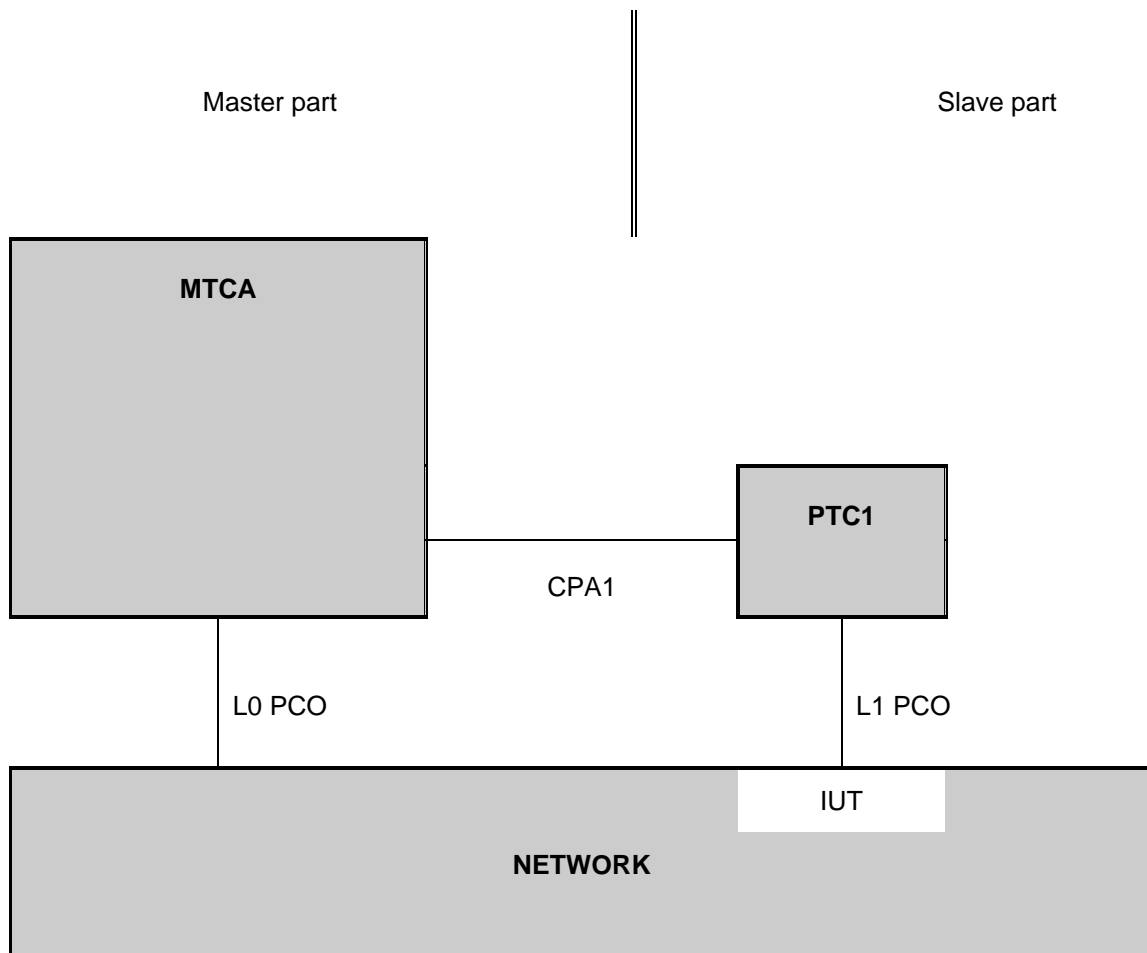 Master part
Slave part
MTCA
PTC1
CPA1
L0 PCO
L1 PCO
IUT
NETWORK